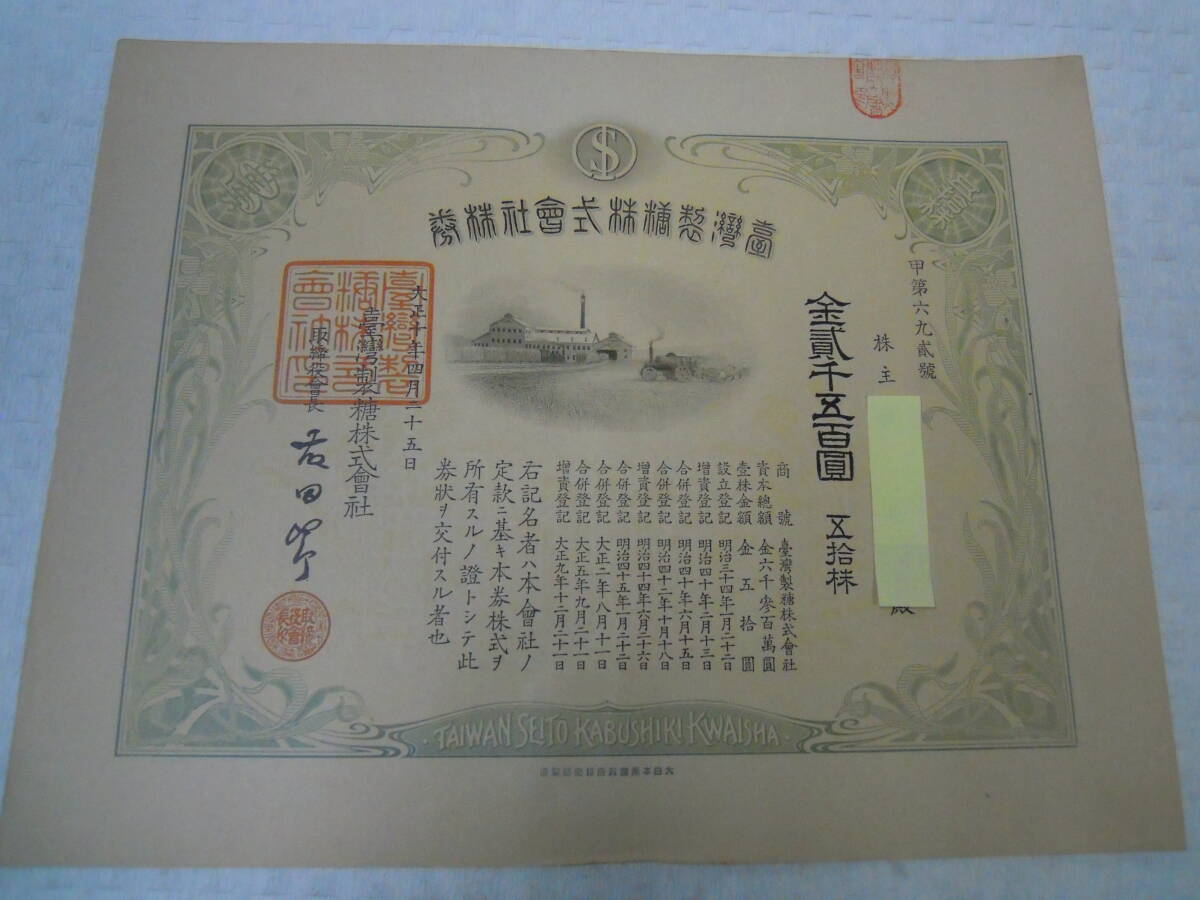 臺灣製糖株式會社株券
甲第六九貳號
株主
殿
金貳千五百圓 五拾株
商號 臺灣製糖株式會社
資本總額 金六千參百萬圓
壹株金額 金五拾圓
設立登記 明治三十四年一月二十二日
增資登記 明治四十年二月十三日
合併登記 明治四十年六月十五日
合併登記 明治四十二年十月十八日
增資登記 明治四十四年六月二十六日
合併登記 明治四十五年一月二十二日
合併登記 大正二年八月十一日
合併登記 大正五年九月二十一日
增資登記 大正九年十二月二十一日
右記名者ハ本會社ノ
定款ニ基キ本券株式ヲ
所有スルノ證トシテ此
券狀ヲ交付スル者也
大正十年四月二十五日
臺灣製糖株式會社
取締役會長
臺灣製糖株式會社印
TAIWAN SEITŌ KABUSHIKI KWAISHA